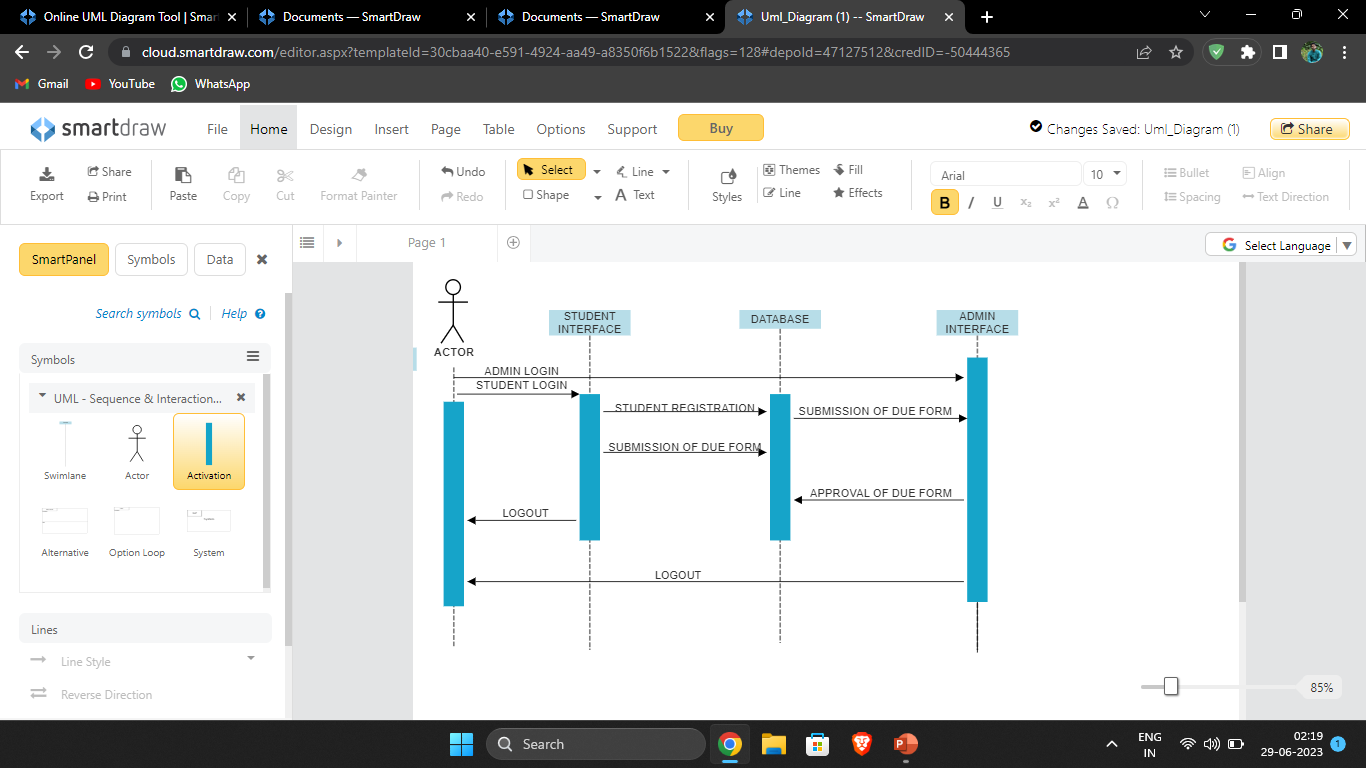 Online UML Diagram Tool | Smar
Documents — SmartDraw
Documents — SmartDraw
Uml_Diagram (1) -- SmartDraw
cloud.smartdraw.com/editor.aspx?templateId=30cbaa40-e591-4924-aa49-a8350f6b1522&flags=128#depoId=47127512&credID=-50444365
Gmail
YouTube
WhatsApp
smartdraw
File
Home
Design
Insert
Page
Table
Options
Support
Buy
Changes Saved: Uml_Diagram (1)
Share
Export
Share
Print
Paste
Copy
Cut
Format Painter
Undo
Redo
Select
Shape
Line
Text
Styles
Themes
Line
Fill
Effects
Arial
10
B I U x₂ x² A Ω
Bullet
Spacing
Align
Text Direction
SmartPanel
Symbols
Data
Page 1
Select Language
Search symbols
Help
Symbols
UML - Sequence & Interaction...
Swimlane
Actor
Activation
Alternative
Option Loop
System
Lines
Line Style
Reverse Direction
ACTOR
STUDENT
INTERFACE
DATABASE
ADMIN
INTERFACE
ADMIN LOGIN
STUDENT LOGIN
STUDENT REGISTRATION
SUBMISSION OF DUE FORM
SUBMISSION OF DUE FORM
APPROVAL OF DUE FORM
LOGOUT
LOGOUT
85%
Search
ENG
IN
02:19
29-06-2023
1